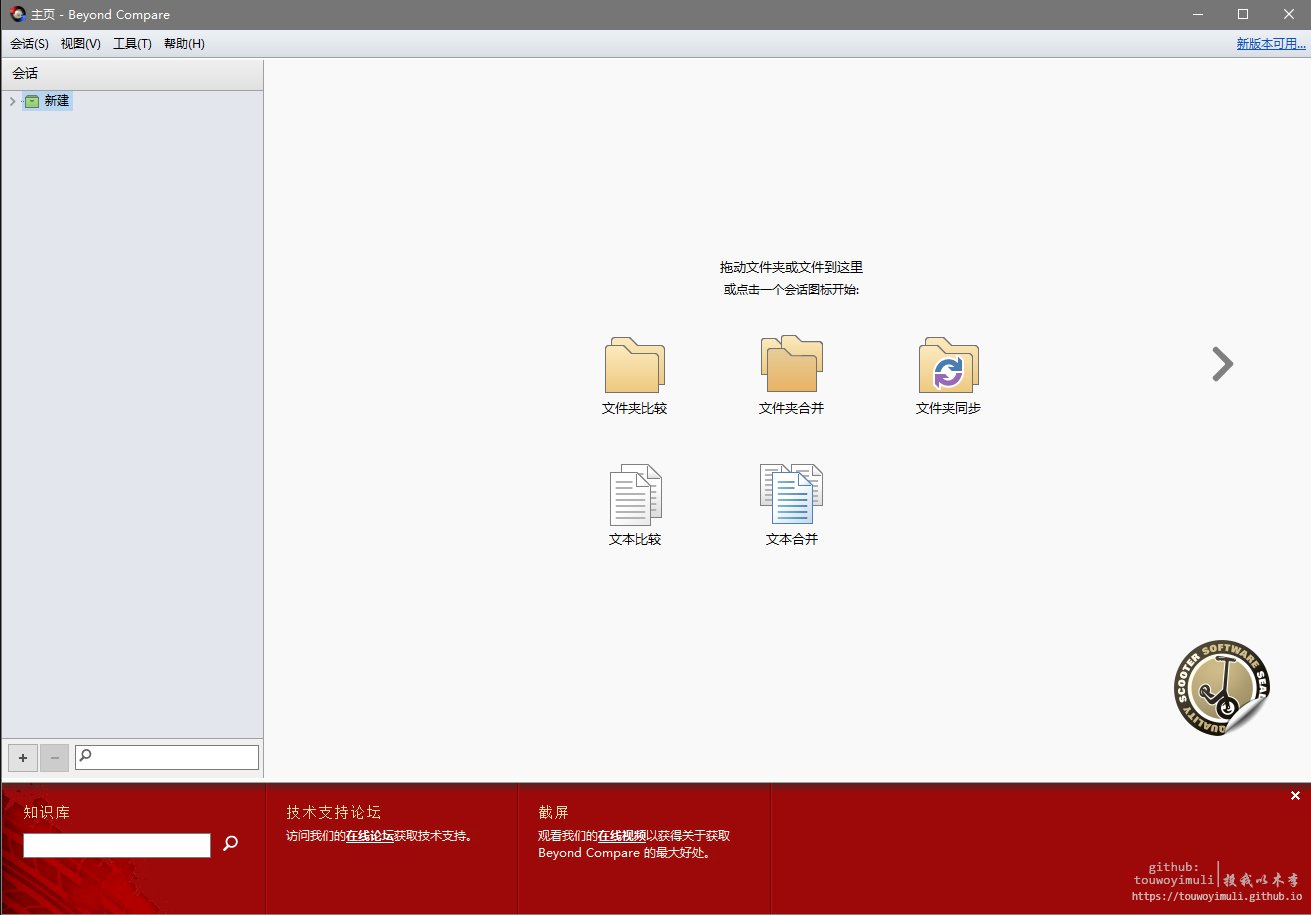 主页 - Beyond Compare
会话(S) 视图(V) 工具(T) 帮助(H) 新版本可用...
会话
新建
拖动文件夹或文件到这里
或点击一个会话图标开始:
文件夹比较 文件夹合并 文件夹同步
文本比较 文本合并
SCOOTER SOFTWARE SEAL
QUALITY
知识库
技术支持论坛
访问我们的在线论坛获取技术支持。
截屏
观看我们的在线视频以获得关于获取
Beyond Compare 的最大好处。
github:
touwoyimuli 投我以木李
https://touwoyimuli.github.io